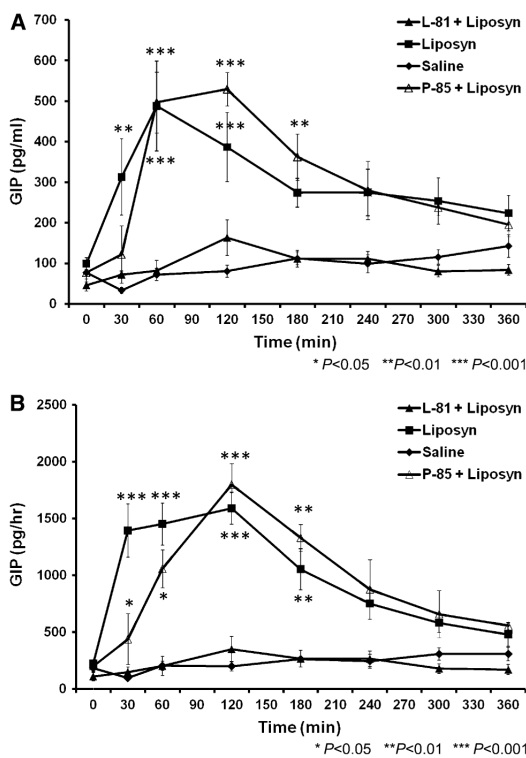 A
L-81 + Liposyn
Liposyn
Saline
P-85 + Liposyn
GIP (pg/ml)
700
600
500
400
300
200
100
0
*** ***
** *** **
***
0 30 60 90 120 150 180 210 240 270 300 330 360
Time (min)
* P<0.05 **P<0.01 *** P<0.001
B
L-81 + Liposyn
Liposyn
Saline
P-85 + Liposyn
GIP (pg/hr)
2500
2000
1500
1000
500
0
***
*** *** **
***
* * **
0 30 60 90 120 150 180 210 240 270 300 330 360
Time (min)
* P<0.05 **P<0.01 *** P<0.001